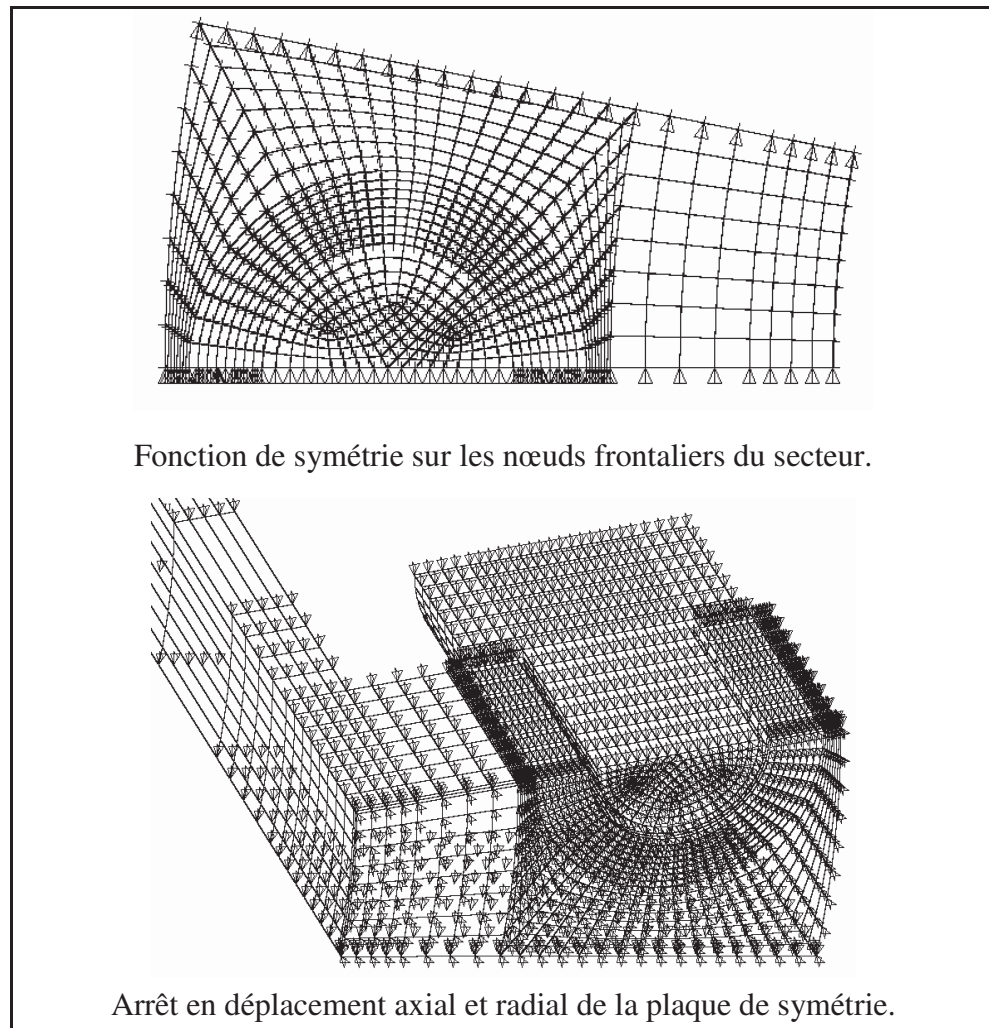 Fonction de symétrie sur les nœuds frontaliers du secteur.
Arrêt en déplacement axial et radial de la plaque de symétrie.